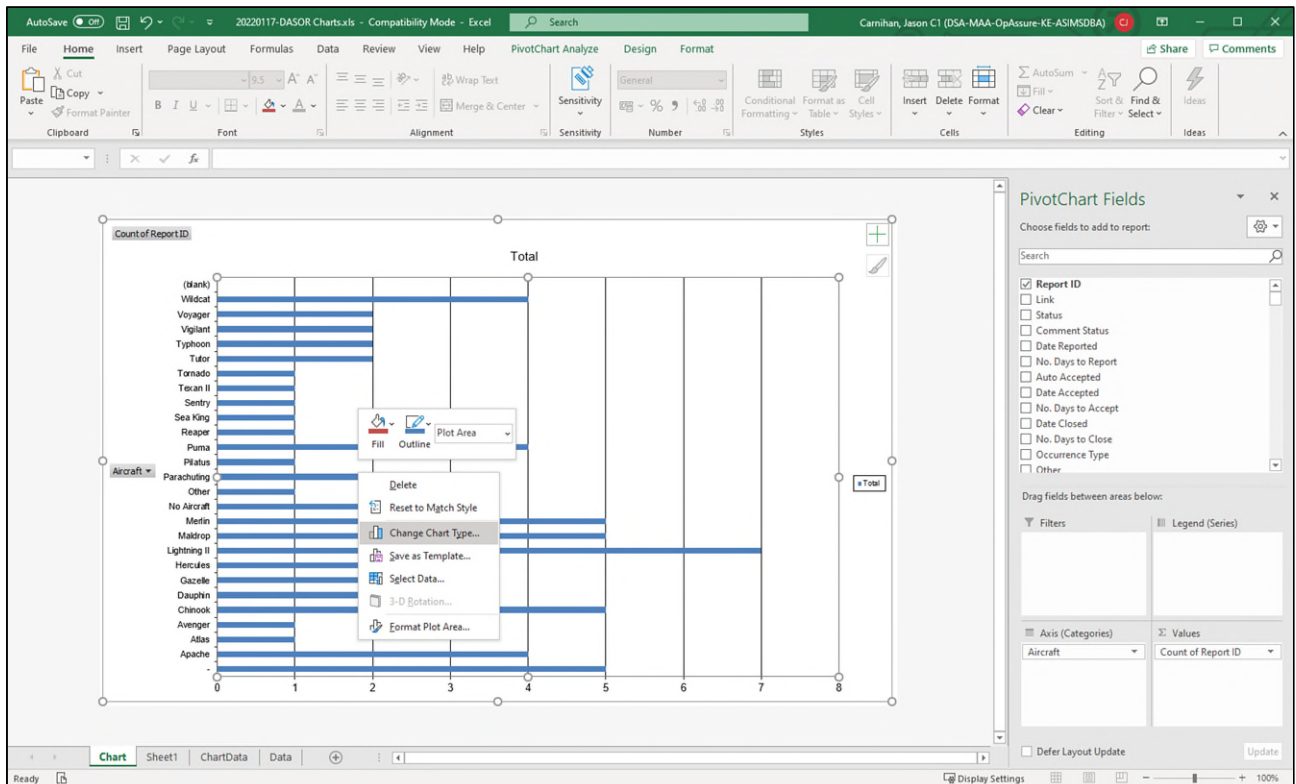 AutoSave Off 20220117-DASOR Charts.xls - Compatibility Mode - Excel Search Carnihan, Jason C1 (DSA-MAA-OpAssure-KE-ASIMSDBA) CJ
File Home Insert Page Layout Formulas Data Review View Help PivotChart Analyze Design Format Share Comments
Paste
Cut
Copy
Format Painter
Clipboard
9.5 A A
B I U A
Font
Wrap Text
Merge & Center
Alignment
Sensitivity
Sensitivity
General
% 9
Number
Conditional Formatting
Format as Table
Cell Styles
Styles
Insert Delete Format
Cells
AutoSum
Fill
Clear
Sort & Filter
Find & Select
Editing
Ideas
Ideas
fx
Count of Report ID
Total
(blank)
Wildcat
Voyager
Vigilant
Typhoon
Tutor
Tornado
Texan II
Sentry
Sea King
Reaper
Puma
Pilatus
Parachuting
Other
No Aircraft
Merlin
Maldrop
Lightning II
Hercules
Gazelle
Dauphin
Chinook
Avenger
Atlas
Apache
-
0 1 2 3 4 5 6 7 8
Aircraft
Total
Fill Outline Plot Area
Delete
Reset to Match Style
Change Chart Type...
Save as Template...
Select Data...
3-D Rotation...
Format Plot Area...
PivotChart Fields
Choose fields to add to report:
Search
Report ID
Link
Status
Comment Status
Date Reported
No. Days to Report
Auto Accepted
Date Accepted
No. Days to Accept
Date Closed
No. Days to Close
Occurrence Type
Other
Drag fields between areas below:
Filters Legend (Series)
Axis (Categories) Σ Values
Aircraft Count of Report ID
Defer Layout Update Update
Chart Sheet1 ChartData Data
Ready Display Settings 100%